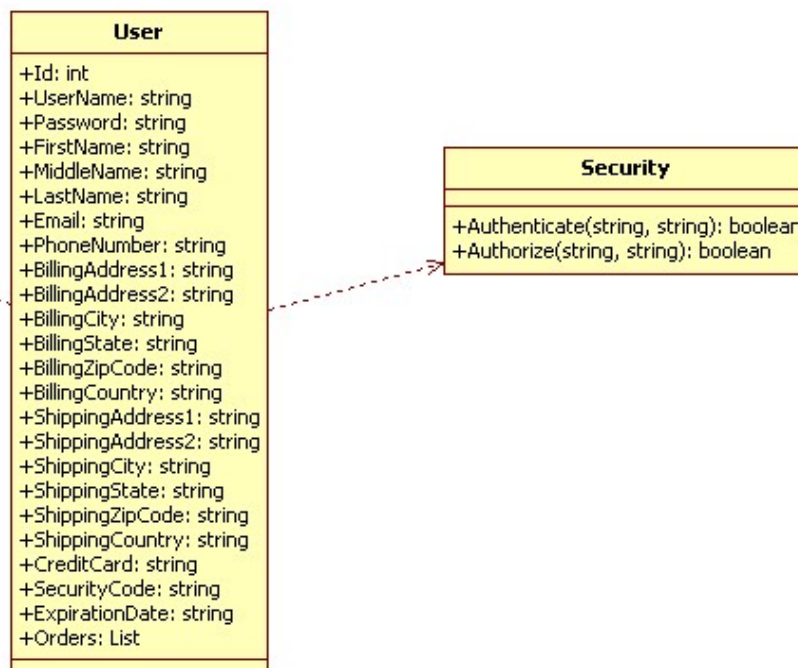 User
+Id: int
+UserName: string
+Password: string
+FirstName: string
+MiddleName: string
+LastName: string
+Email: string
+PhoneNumber: string
+BillingAddress1: string
+BillingAddress2: string
+BillingCity: string
+BillingState: string
+BillingZipCode: string
+BillingCountry: string
+ShippingAddress1: string
+ShippingAddress2: string
+ShippingCity: string
+ShippingState: string
+ShippingZipCode: string
+ShippingCountry: string
+CreditCard: string
+SecurityCode: string
+ExpirationDate: string
+Orders: List
Security
+Authenticate(string, string): boolean
+Authorize(string, string): boolean